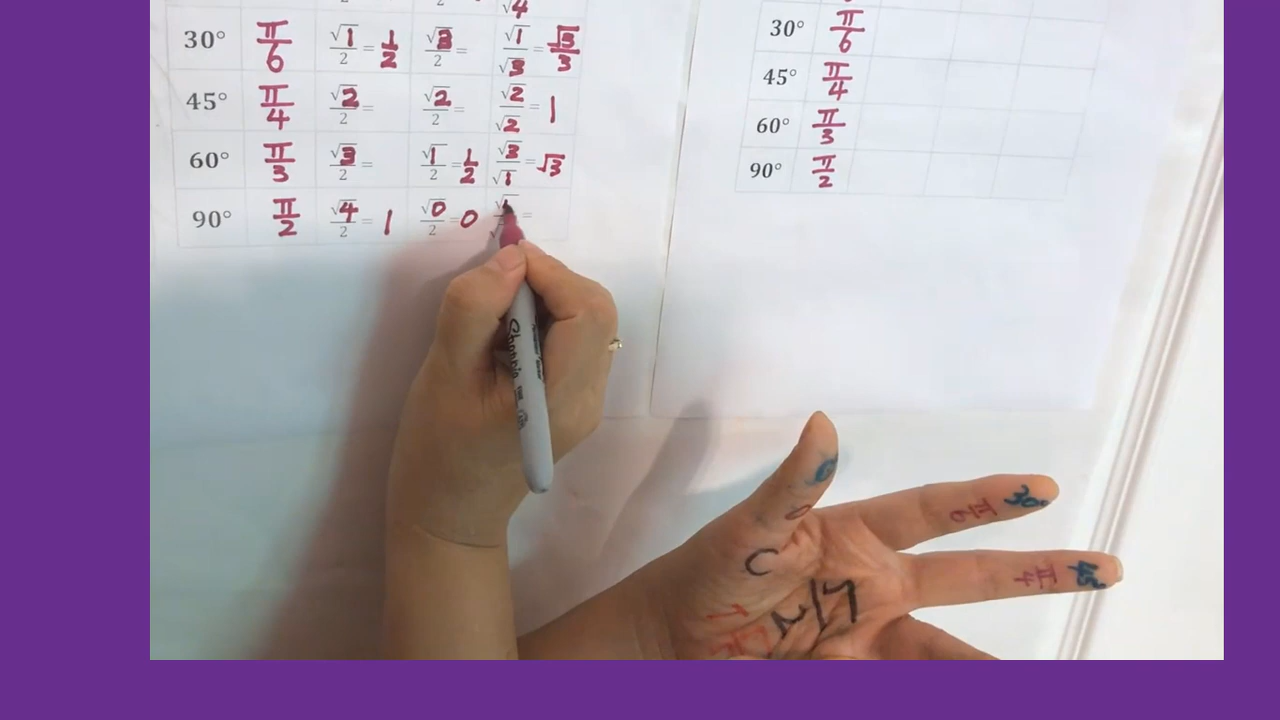 √4
30° π/6 √1/2 = 1/2 √3/2 = √1/√3 = √3/3
45° π/4 √2/2 = √2/2 = √2/√2 = 1
60° π/3 √3/2 = √1/2 = 1/2 √3/√1 = √3
90° π/2 √4/2 = 1 √0/2 = 0 √ =
30° π/6
45° π/4
60° π/3
90° π/2
Sharpie
0
30° π/6
45° π/4
C
√
2
T